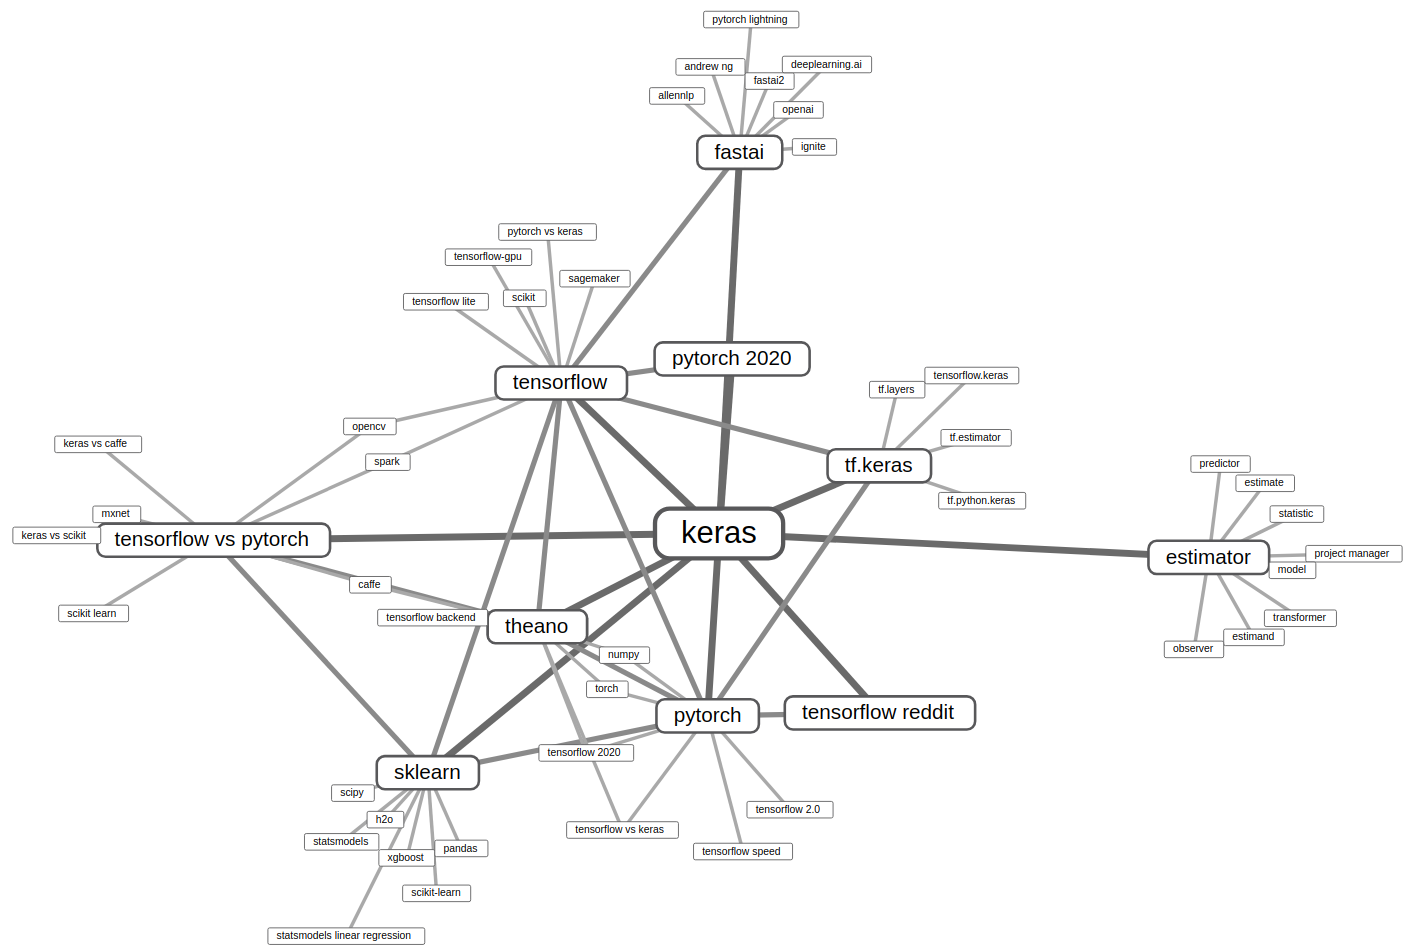 pytorch lightning
andrew ng
deeplearning.ai
fastai2
allennlp
openai
ignite
fastai
pytorch vs keras
tensorflow-gpu
sagemaker
scikit
tensorflow lite
pytorch 2020
tensorflow
tensorflow.keras
tf.layers
opencv
tf.estimator
keras vs caffe
spark
tf.keras
predictor
estimate
tf.python.keras
mxnet
statistic
keras vs scikit
tensorflow vs pytorch
keras
estimator
project manager
model
caffe
scikit learn
tensorflow backend
theano
transformer
estimand
observer
numpy
torch
pytorch
tensorflow reddit
tensorflow 2020
sklearn
scipy
h2o
tensorflow 2.0
tensorflow vs keras
statsmodels
pandas
xgboost
tensorflow speed
scikit-learn
statsmodels linear regression